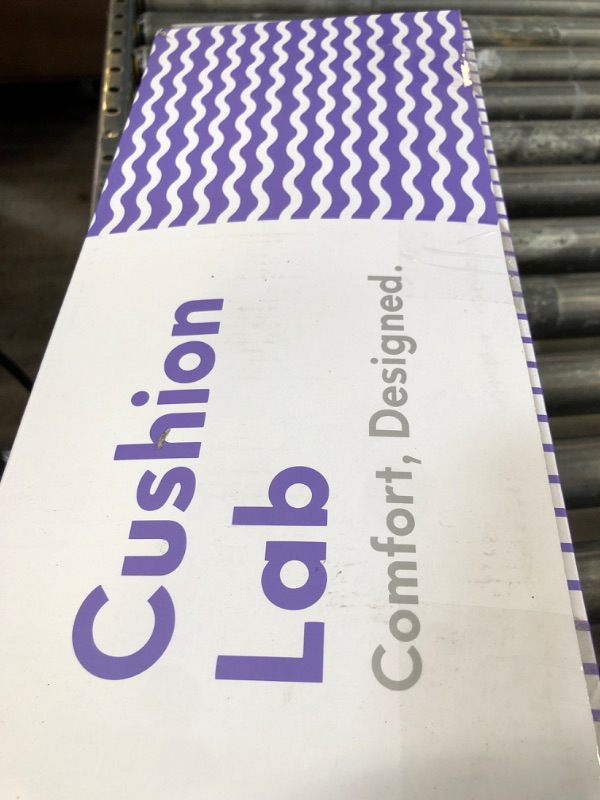 Cushion
Lab
Comfort, Designed.